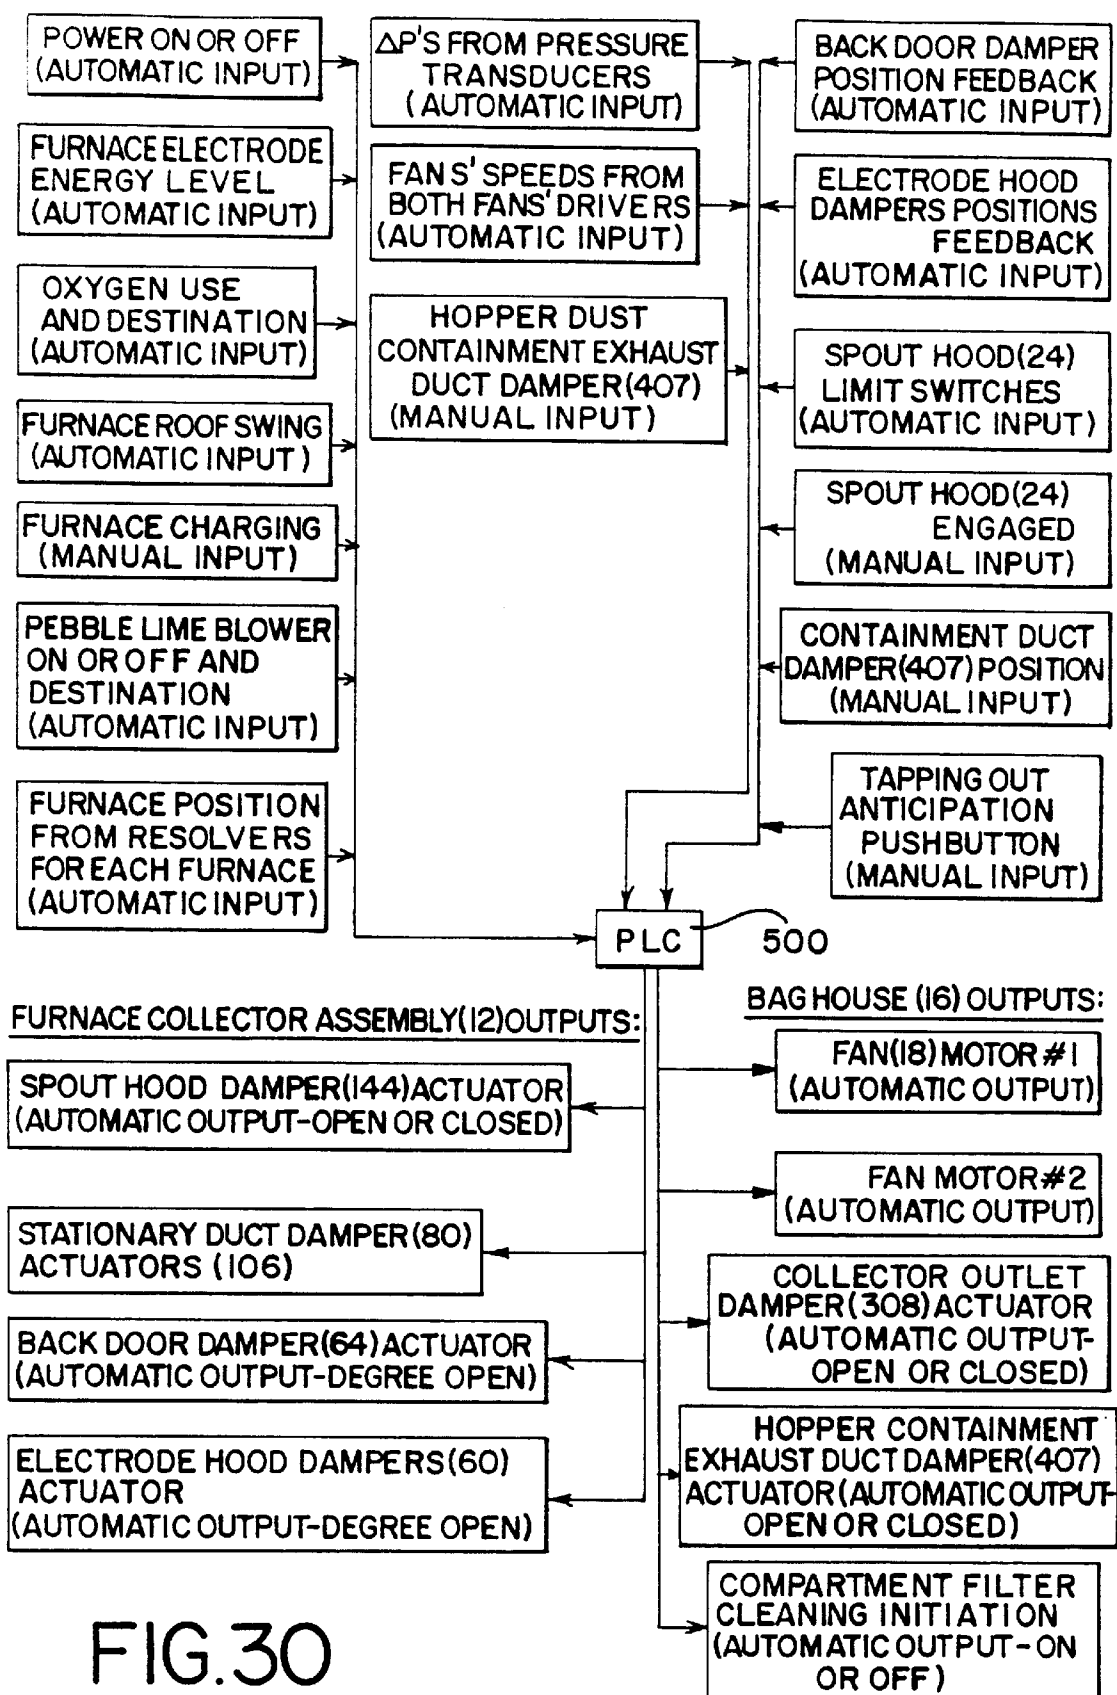 POWER ON OR OFF
(AUTOMATIC INPUT)
FURNACE ELECTRODE
ENERGY LEVEL
(AUTOMATIC INPUT)
OXYGEN USE
AND DESTINATION
(AUTOMATIC INPUT)
FURNACE ROOF SWING
(AUTOMATIC INPUT)
FURNACE CHARGING
(MANUAL INPUT)
PEBBLE LIME BLOWER
ON OR OFF AND
DESTINATION
(AUTOMATIC INPUT)
FURNACE POSITION
FROM RESOLVERS
FOR EACH FURNACE
(AUTOMATIC INPUT)
ΔP'S FROM PRESSURE
TRANSDUCERS
(AUTOMATIC INPUT)
FANS' SPEEDS FROM
BOTH FANS' DRIVERS
(AUTOMATIC INPUT)
HOPPER DUST
CONTAINMENT EXHAUST
DUCT DAMPER(407)
(MANUAL INPUT)
BACK DOOR DAMPER
POSITION FEEDBACK
(AUTOMATIC INPUT)
ELECTRODE HOOD
DAMPERS POSITIONS
FEEDBACK
(AUTOMATIC INPUT)
SPOUT HOOD(24)
LIMIT SWITCHES
(AUTOMATIC INPUT)
SPOUT HOOD(24)
ENGAGED
(MANUAL INPUT)
CONTAINMENT DUCT
DAMPER(407) POSITION
(MANUAL INPUT)
TAPPING OUT
ANTICIPATION
PUSHBUTTON
(MANUAL INPUT)
PLC
500
FURNACE COLLECTOR ASSEMBLY(12)OUTPUTS:
SPOUT HOOD DAMPER(144)ACTUATOR
(AUTOMATIC OUTPUT-OPEN OR CLOSED)
STATIONARY DUCT DAMPER(80)
ACTUATORS (106)
BACK DOOR DAMPER(64)ACTUATOR
(AUTOMATIC OUTPUT-DEGREE OPEN)
ELECTRODE HOOD DAMPERS(60)
ACTUATOR
(AUTOMATIC OUTPUT-DEGREE OPEN)
BAG HOUSE (16) OUTPUTS:
FAN(18)MOTOR #1
(AUTOMATIC OUTPUT)
FAN MOTOR #2
(AUTOMATIC OUTPUT)
COLLECTOR OUTLET
DAMPER(308)ACTUATOR
(AUTOMATIC OUTPUT-
OPEN OR CLOSED)
HOPPER CONTAINMENT
EXHAUST DUCT DAMPER(407)
ACTUATOR(AUTOMATIC OUTPUT-
OPEN OR CLOSED)
COMPARTMENT FILTER
CLEANING INITIATION
(AUTOMATIC OUTPUT-ON
OR OFF)
FIG.30